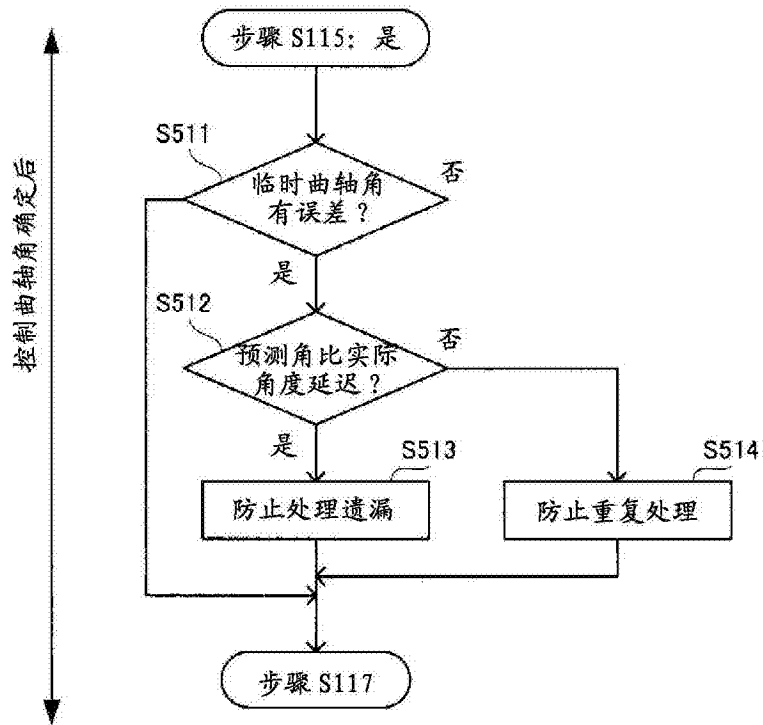 步骤 S115：是
S511
临时曲轴角
有误差？
否
是
S512
预测角比实际
角度延迟？
否
是
S513
防止处理遗漏
S514
防止重复处理
步骤 S117
控制曲轴角确定后